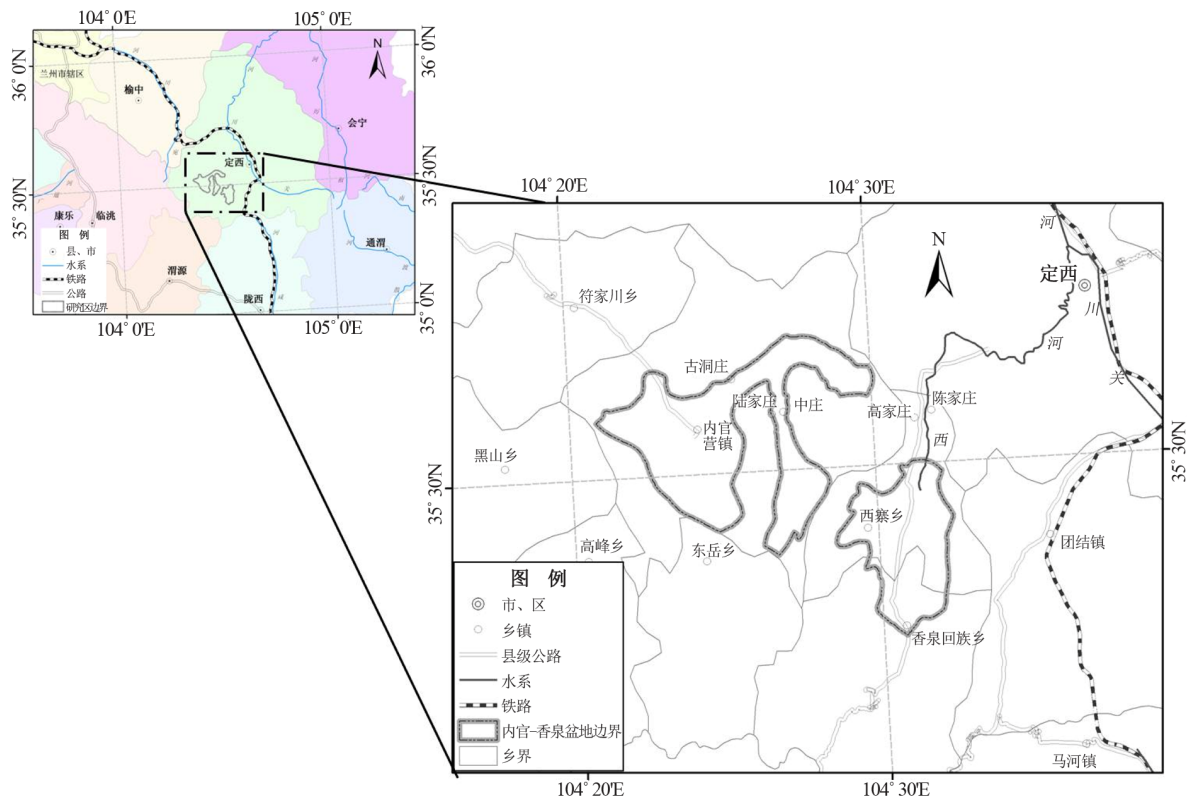 104°0'E
105°0'E
36°0'N
36°0'N
N
兰州市辖区
榆中
会宁
定西
35°30'N
35°30'N
康乐
临洮
通渭
渭源
陇西
图 例
县、市
水系
铁路
公路
研究区边界
35°0'N
104°0'E
105°0'E
104°20'E
104°30'E
N
河
定西
川
河
关
符家川乡
古洞庄
陆家庄
中庄
高家庄
陈家庄
内官
营镇
西
黑山乡
35°30'N
35°30'N
西寨乡
高峰乡
东岳乡
团结镇
香泉回族乡
马河镇
图 例
市、区
乡镇
县级公路
水系
铁路
内官-香泉盆地边界
乡界
104°20'E
104°30'E